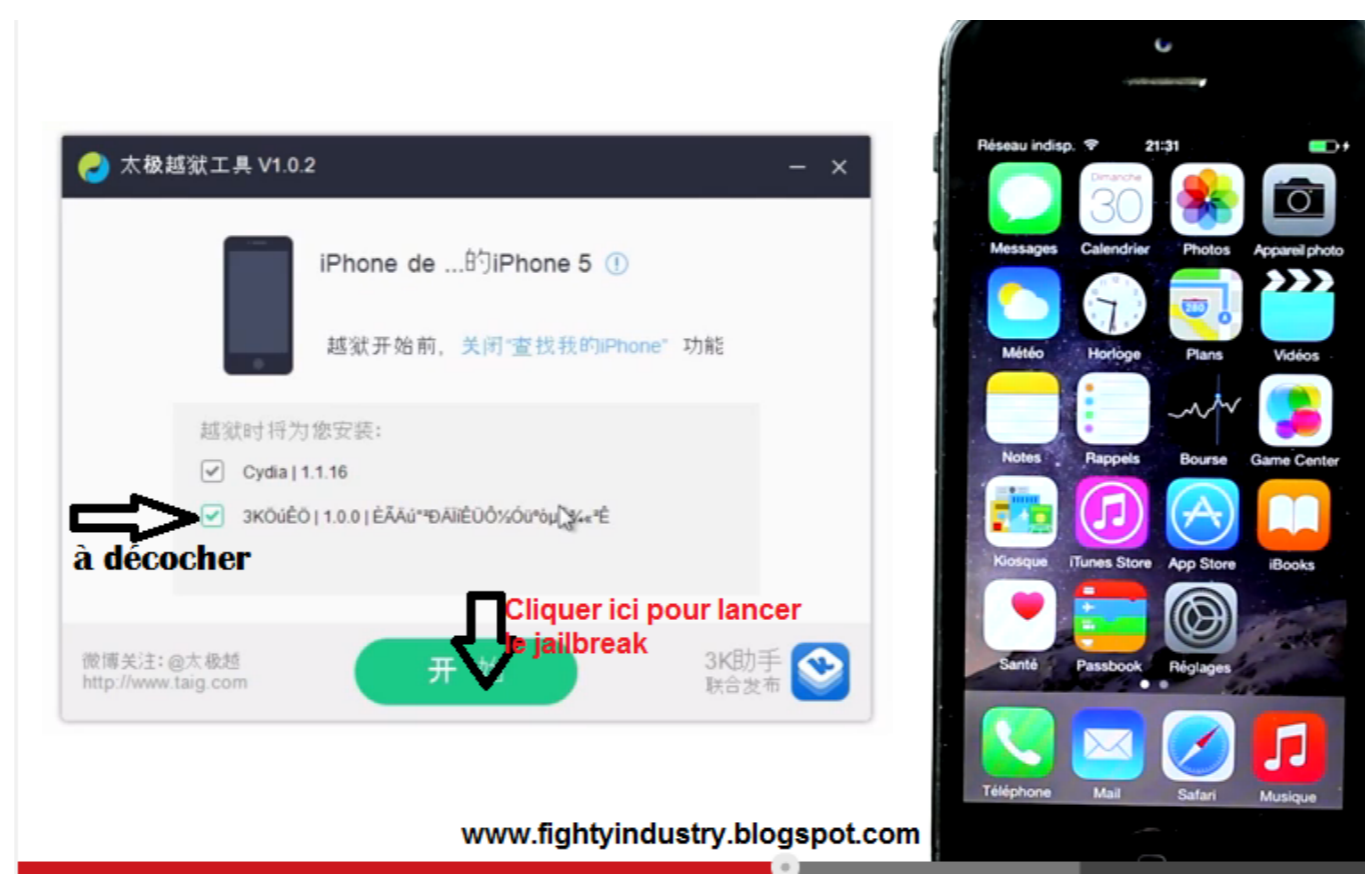 太极越狱工具 V1.0.2
iPhone de ...的iPhone 5
越狱开始前, 关闭"查找我的iPhone" 功能
越狱时将为您安装:
Cydia | 1.1.16
3KÖúÊÖ | 1.0.0 |
à décocher
Cliquer ici pour lancer
le jailbreak
开
微博关注: @太极越
http://www.taig.com
3K助手
联合发布
www.fightyindustry.blogspot.com
Réseau indisp. 21:31
Dimanche
30
Messages Calendrier Photos Appareil photo
280
Météo Horloge Plans Vidéos
Notes Rappels Bourse Game Center
Kiosque iTunes Store App Store iBooks
Santé Passbook Réglages
Téléphone Mail Safari Musique